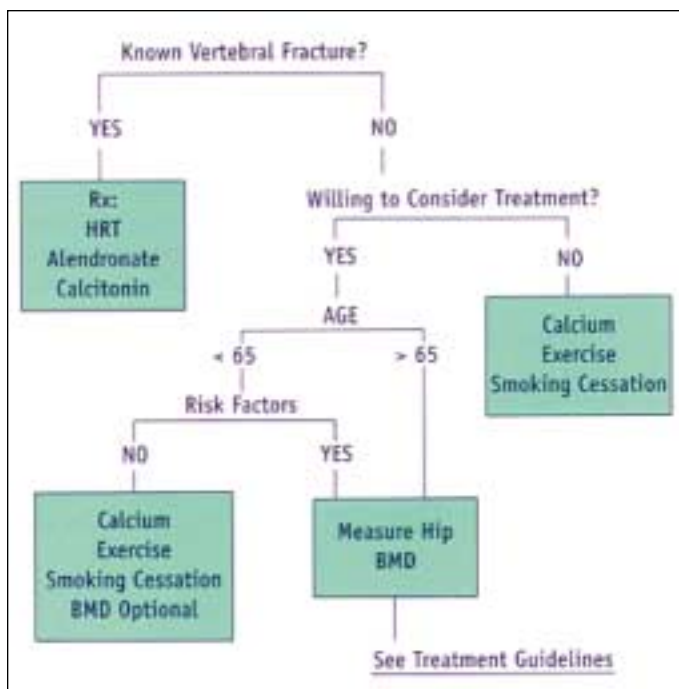 Known Vertebral Fracture?
YES
NO
Rx:
HRT
Alendronate
Calcitonin
Willing to Consider Treatment?
YES
NO
Calcium
Exercise
Smoking Cessation
AGE
< 65
> 65
Risk Factors
NO
YES
Calcium
Exercise
Smoking Cessation
BMD Optional
Measure Hip
BMD
See Treatment Guidelines